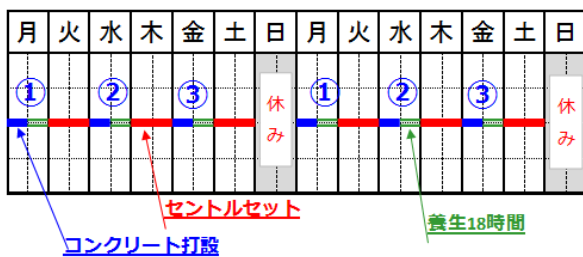 月 火 水 木 金 土 日 月 火 水 木 金 土 日
① ② ③ 休み ① ② ③ 休み
セントルセット
養生18時間
コンクリート打設